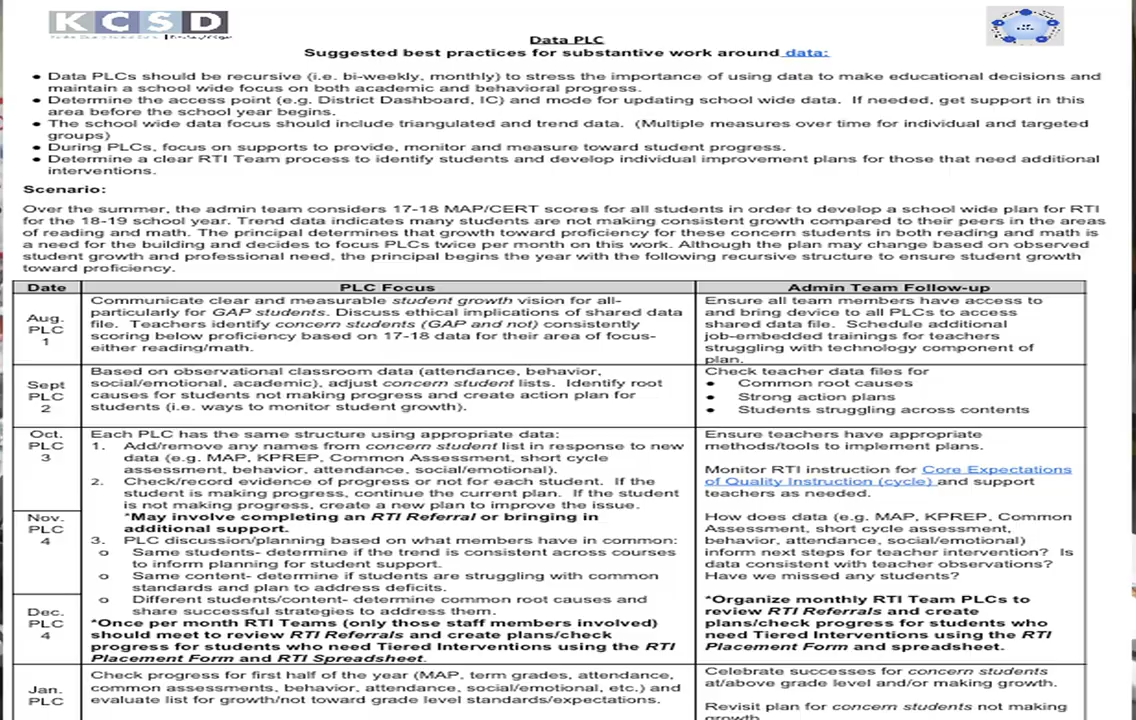 KCSD
Data PLC
Suggested best practices for substantive work around data:
● Data PLCs should be recursive (i.e. bi-weekly, monthly) to stress the importance of using data to make educational decisions and
maintain a school wide focus on both academic and behavioral progress.
● Determine the access point (e.g. District Dashboard, IC) and mode for updating school wide data. If needed, get support in this
area before the school year begins.
● The school wide data focus should include triangulated and trend data. (Multiple measures over time for individual and targeted
groups)
● During PLCs, focus on supports to provide, monitor and measure toward student progress.
● Determine a clear RTI Team process to identify students and develop individual improvement plans for those that need additional
interventions.
Scenario:
Over the summer, the admin team considers 17-18 MAP/CERT scores for all students in order to develop a school wide plan for RTI
for the 18-19 school year. Trend data indicates many students are not making consistent growth compared to their peers in the areas
of reading and math. The principal determines that growth toward proficiency for these concern students in both reading and math is
a need for the building and decides to focus PLCs twice per month on this work. Although the plan may change based on observed
student growth and professional need, the principal begins the year with the following recursive structure to ensure student growth
toward proficiency.
Date
PLC Focus
Admin Team Follow-up
Aug.
PLC
1
Communicate clear and measurable student growth vision for all-
particularly for GAP students. Discuss ethical implications of shared data
file. Teachers identify concern students (GAP and not) consistently
scoring below proficiency based on 17-18 data for their area of focus-
either reading/math.
Ensure all team members have access to
and bring device to all PLCs to access
shared data file. Schedule additional
job-embedded trainings for teachers
struggling with technology component of
plan.
Sept
PLC
2
Based on observational classroom data (attendance, behavior,
social/emotional, academic), adjust concern student lists. Identify root
causes for students not making progress and create action plan for
students (i.e. ways to monitor student growth).
Check teacher data files for
● Common root causes
● Strong action plans
● Students struggling across contents
Oct.
PLC
3
Nov.
PLC
4
Dec.
PLC
4
Each PLC has the same structure using appropriate data:
1. Add/remove any names from concern student list in response to new
data (e.g. MAP, KPREP, Common Assessment, short cycle
assessment, behavior, attendance, social/emotional).
2. Check/record evidence of progress or not for each student. If the
student is making progress, continue the current plan. If the student
is not making progress, create a new plan to improve the issue.
*May involve completing an RTI Referral or bringing in
additional support.
3. PLC discussion/planning based on what members have in common:
o Same students- determine if the trend is consistent across courses
to inform planning for student support.
o Same content- determine if students are struggling with common
standards and plan to address deficits.
o Different students/content- determine common root causes and
share successful strategies to address them.
*Once per month RTI Teams (only those staff members involved)
should meet to review RTI Referrals and create plans/check
progress for students who need Tiered Interventions using the RTI
Placement Form and RTI Spreadsheet.
Ensure teachers have appropriate
methods/tools to implement plans.
Monitor RTI instruction for Core Expectations
of Quality Instruction (cycle) and support
teachers as needed.
How does data (e.g. MAP, KPREP, Common
Assessment, short cycle assessment,
behavior, attendance, social/emotional)
inform next steps for teacher intervention? Is
data consistent with teacher observations?
Have we missed any students?
*Organize monthly RTI Team PLCs to
review RTI Referrals and create
plans/check progress for students who
need Tiered Interventions using the RTI
Placement Form and spreadsheet.
Jan.
PLC
Check progress for first half of the year (MAP, term grades, attendance,
common assessments, behavior, attendance, social/emotional, etc.) and
evaluate list for growth/not toward grade level standards/expectations.
Celebrate successes for concern students
at/above grade level and/or making growth.
Revisit plan for concern students not making
growth.